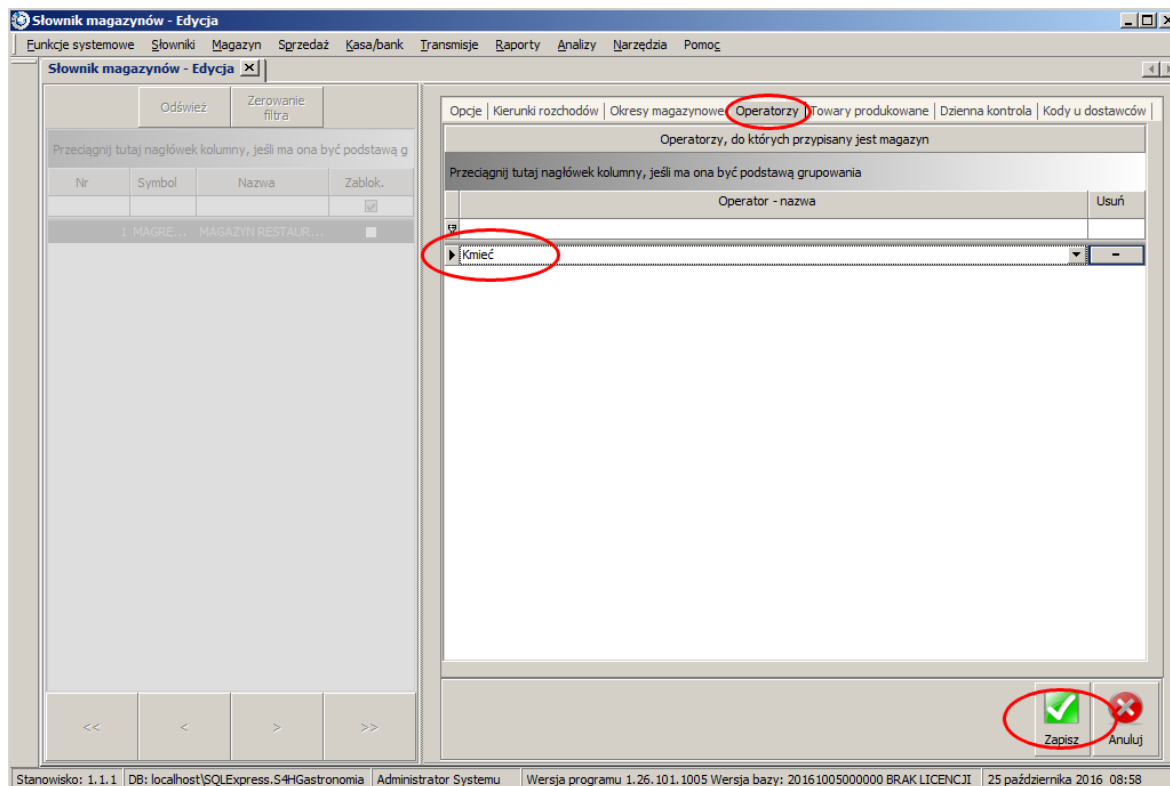 Słownik magazynów - Edycja
Funkcje systemowe Słowniki Magazyn Sprzedaż Kasa/bank Transmisje Raporty Analizy Narzędzia Pomoc
Słownik magazynów - Edycja
Odśwież Zerowanie filtra
Przeciągnij tutaj nagłówek kolumny, jeśli ma ona być podstawą g
Nr Symbol Nazwa Zablok.
1 MAGRE... MAGAZYN RESTAUR...
<< < > >>
Opcje Kierunki rozchodów Okresy magazynowe Operatorzy Towary produkowane Dzienna kontrola Kody u dostawców
Operatorzy, do których przypisany jest magazyn
Przeciągnij tutaj nagłówek kolumny, jeśli ma ona być podstawą grupowania
Operator - nazwa Usuń
Kmieć -
Zapisz Anuluj
Stanowisko: 1.1.1 DB: localhost\SQLExpress.S4HGastronomia Administrator Systemu Wersja programu 1.26.101.1005 Wersja bazy: 20161005000000 BRAK LICENCJI 25 października 2016 08:58